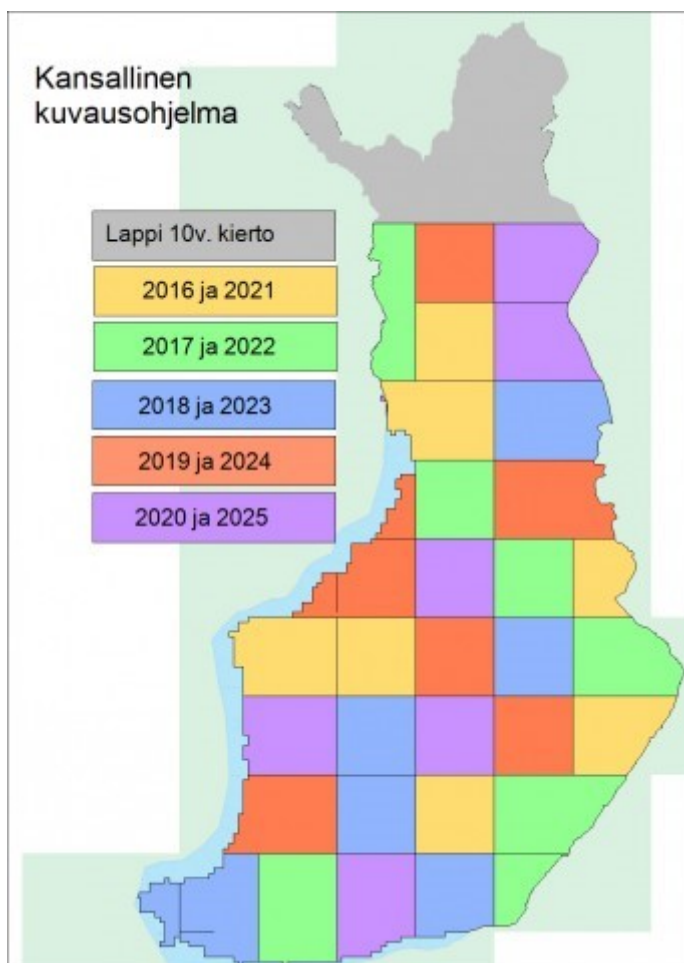 Kansallinen
kuvausohjelma
Lappi 10v. kierto
2016 ja 2021
2017 ja 2022
2018 ja 2023
2019 ja 2024
2020 ja 2025